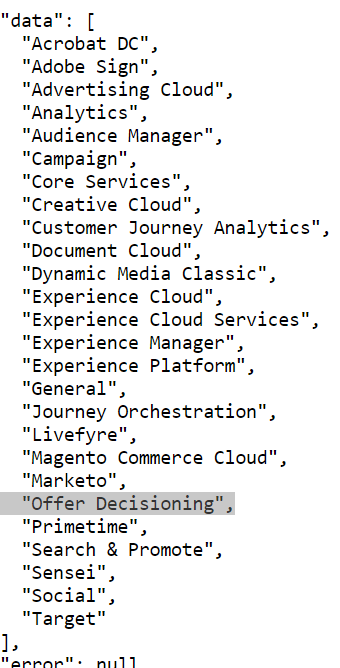 "data": [
"Acrobat DC",
"Adobe Sign",
"Advertising Cloud",
"Analytics",
"Audience Manager",
"Campaign",
"Core Services",
"Creative Cloud",
"Customer Journey Analytics",
"Document Cloud",
"Dynamic Media Classic",
"Experience Cloud",
"Experience Cloud Services",
"Experience Manager",
"Experience Platform",
"General",
"Journey Orchestration",
"Livefyre",
"Magento Commerce Cloud",
"Marketo",
"Offer Decisioning",
"Primetime",
"Search & Promote",
"Sensei",
"Social",
"Target"
],
"error": null